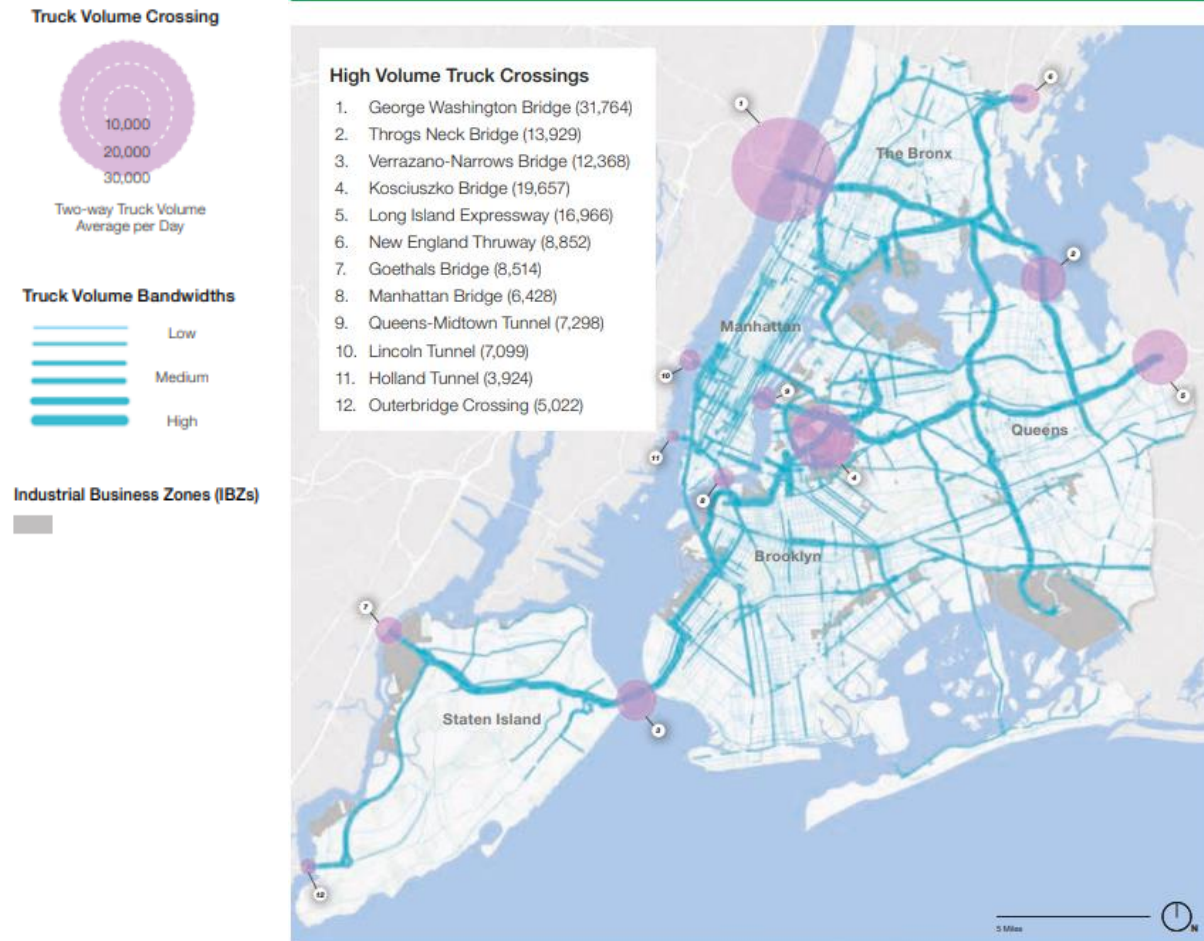 Truck Volume Crossing
10,000
20,000
30,000
Two-way Truck Volume
Average per Day
Truck Volume Bandwidths
Low
Medium
High
Industrial Business Zones (IBZs)
High Volume Truck Crossings
1. George Washington Bridge (31,764)
2. Throgs Neck Bridge (13,929)
3. Verrazano-Narrows Bridge (12,368)
4. Kosciuszko Bridge (19,657)
5. Long Island Expressway (16,966)
6. New England Thruway (8,852)
7. Goethals Bridge (8,514)
8. Manhattan Bridge (6,428)
9. Queens-Midtown Tunnel (7,298)
10. Lincoln Tunnel (7,099)
11. Holland Tunnel (3,924)
12. Outerbridge Crossing (5,022)
6
1
The Bronx
2
Manhattan
10
9
5
Queens
11
4
8
Brooklyn
7
Staten Island
3
12
5 Miles
N